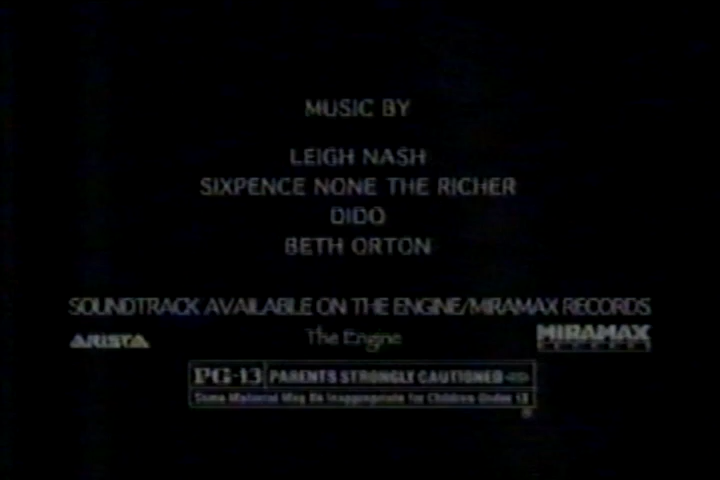 MUSIC BY
LEIGH NASH
SIXPENCE NONE THE RICHER
DIDO
BETH ORTON
SOUNDTRACK AVAILABLE ON THE ENGINE/MIRAMAX RECORDS
ARISTA
The Engine
MIRAMAX
RECORDS
PG-13 PARENTS STRONGLY CAUTIONED
Some Material May Be Inappropriate for Children Under 13